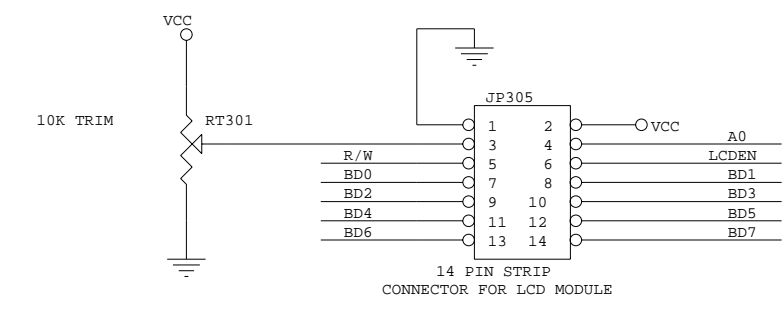 VCC
JP305
10K TRIM
RT301
1 2
VCC
3 4
A0
R/W
5 6
LCDEN
BD0
7 8
BD1
BD2
9 10
BD3
BD4
11 12
BD5
BD6
13 14
BD7
14 PIN STRIP
CONNECTOR FOR LCD MODULE